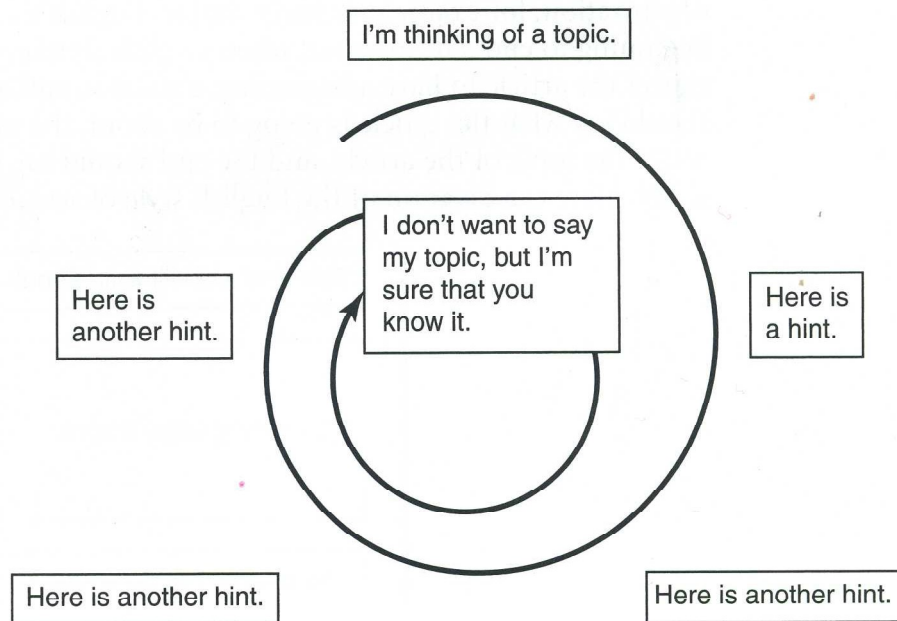 I'm thinking of a topic.
I don't want to say
my topic, but I'm
sure that you
know it.
Here is
a hint.
Here is another hint.
Here is another hint.
Here is
another hint.